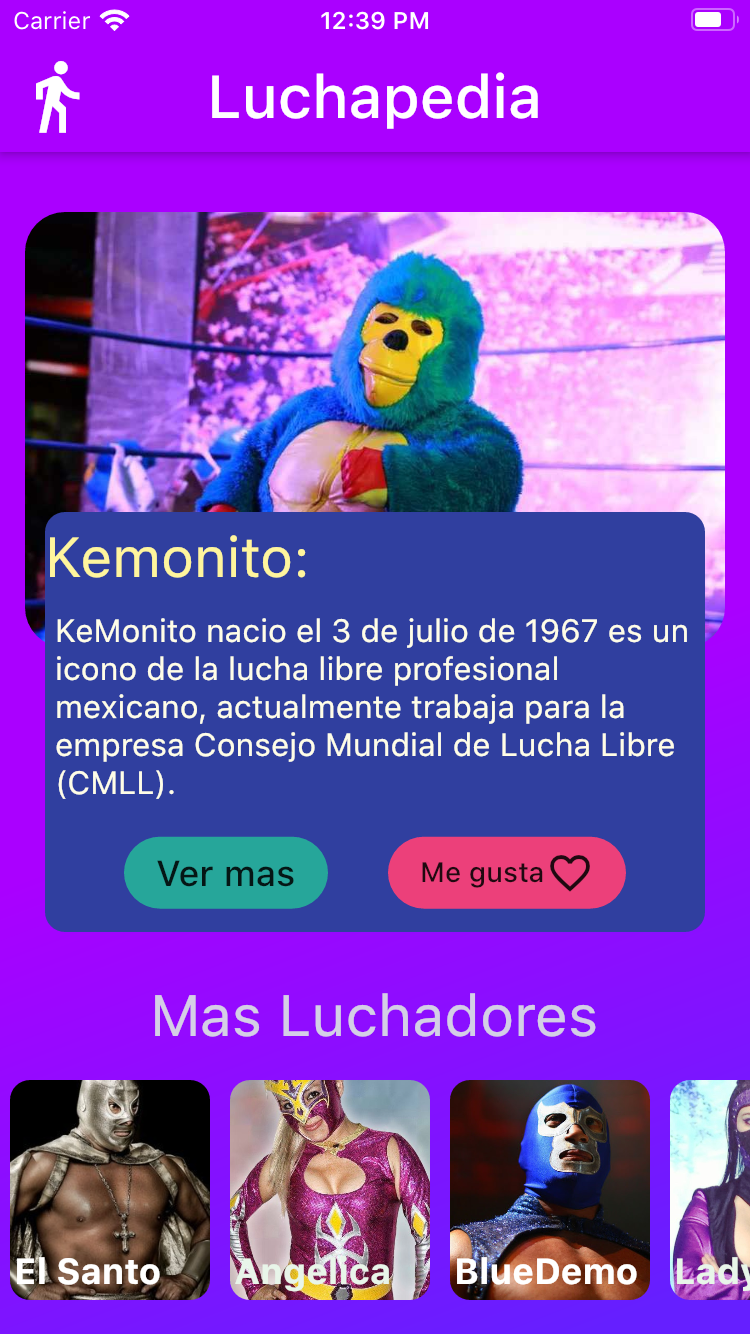 Carrier 12:39 PM
Luchapedia
Kemonito:
KeMonito nacio el 3 de julio de 1967 es un
icono de la lucha libre profesional
mexicano, actualmente trabaja para la
empresa Consejo Mundial de Lucha Libre
(CMLL).
Ver mas Me gusta
Mas Luchadores
El Santo Angelica BlueDemo Lady